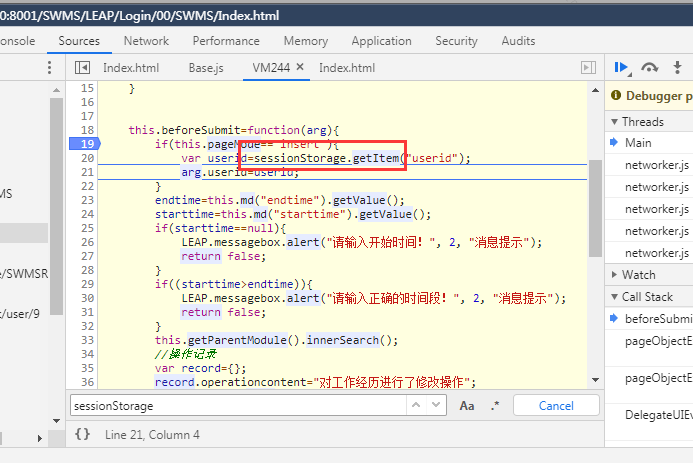 0:8001/SWMS/LEAP/Login/00/SWMS/Index.html
onsole Sources Network Performance Memory Application Security Audits
Index.html Base.js VM244 × Index.html
15 }
16
17
18 this.beforeSubmit=function(arg){
19 if(this.pageMode=="insert"){
20 var userid=sessionStorage.getItem("userid");
21 arg.userid=userid;
22 }
23 endtime=this.md("endtime").getValue();
24 starttime=this.md("starttime").getValue();
25 if(starttime==null){
26 LEAP.messagebox.alert("请输入开始时间！", 2, "消息提示");
27 return false;
28 }
29 if((starttime>endtime)){
30 LEAP.messagebox.alert("请输入正确的时间段！", 2, "消息提示");
31 return false;
32 }
33 this.getParentModule().innerSearch();
34 //操作记录
35 var record={};
36 record.operationcontent="对工作经历进行了修改操作";
MS
e/SWMSR
t/user/9
sessionStorage Aa .* Cancel
{} Line 21, Column 4
Debugger p
Threads
Main
networker.js
networker.js
networker.js
networker.js
networker.js
Watch
Call Stack
beforeSubmi
pageObjectE
pageObjectE
DelegateUIEv